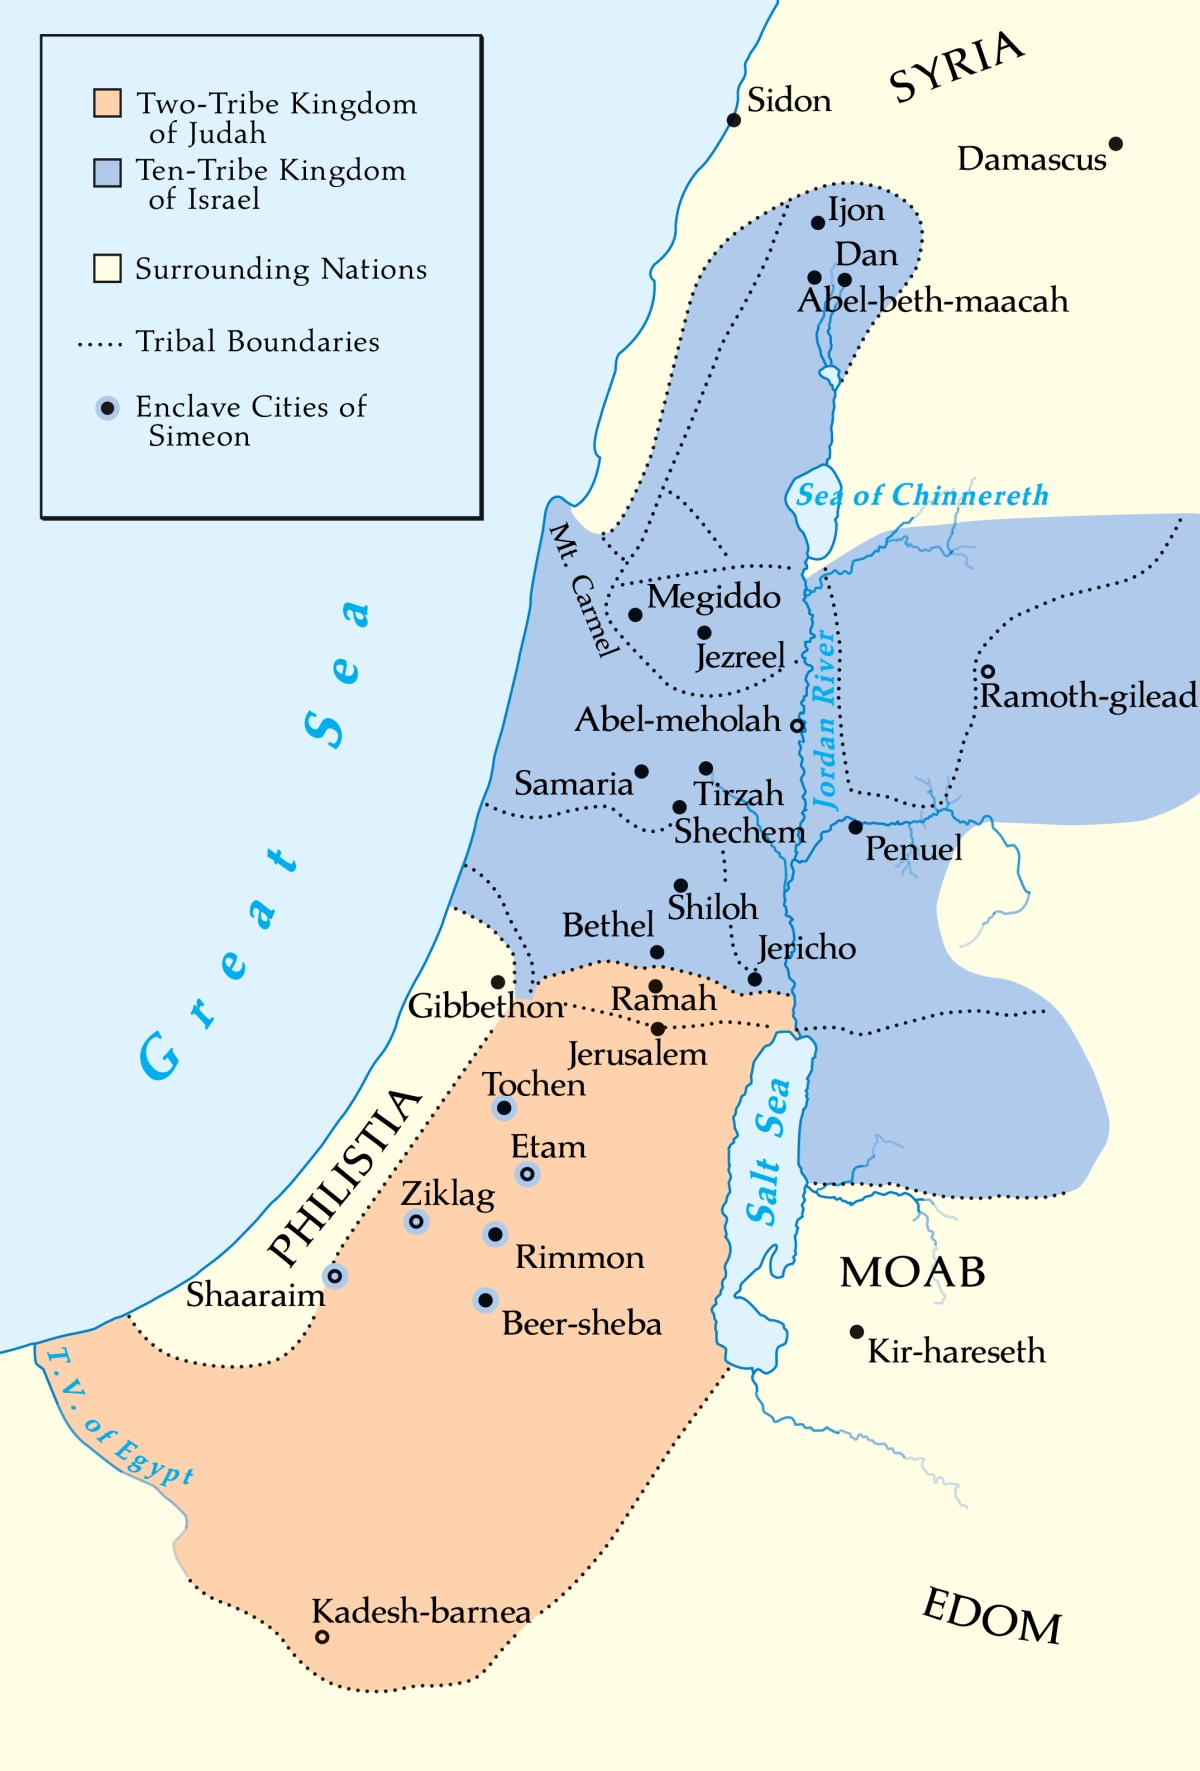 Two-Tribe Kingdom
of Judah
Ten-Tribe Kingdom
of Israel
Surrounding Nations
Tribal Boundaries
Enclave Cities of
Simeon
SYRIA
Sidon
Damascus
Ijon
Dan
Abel-beth-maacah
Sea of Chinnereth
Mt. Carmel
Megiddo
Jezreel
Jordan River
Ramoth-gilead
Great Sea
Abel-meholah
Samaria
Tirzah
Shechem
Penuel
Shiloh
Bethel
Jericho
Gibbethon
Ramah
Jerusalem
Tochen
PHILISTIA
Etam
Salt Sea
Ziklag
Rimmon
MOAB
Shaaraim
Beer-sheba
Kir-hareseth
T.V. of Egypt
Kadesh-barnea
EDOM